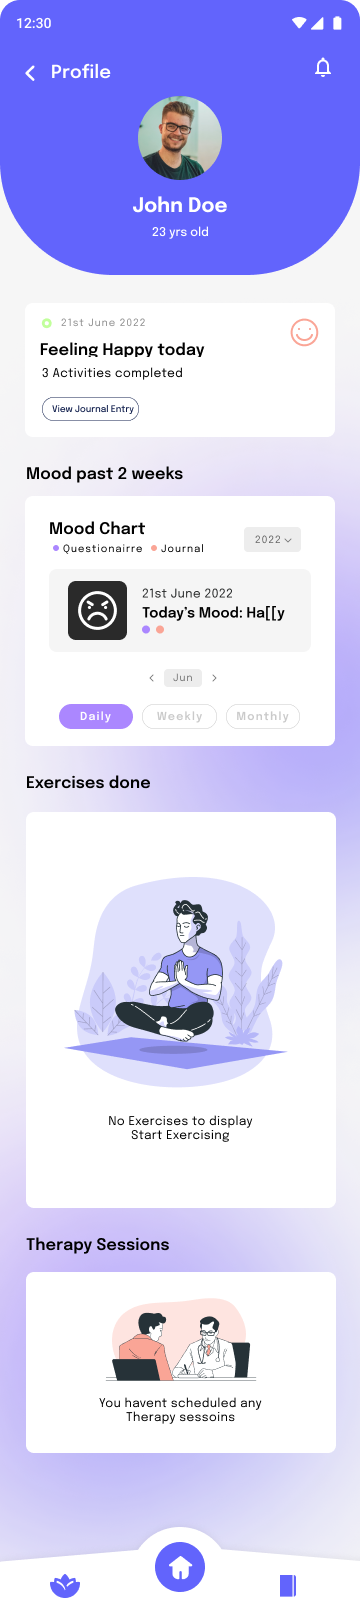 12:30
Profile
John Doe
23 yrs old
21st June 2022
Feeling Happy today
3 Activities completed
View Journal Entry
Mood past 2 weeks
Mood Chart
Questionairre Journal
2022
21st June 2022
Today's Mood: Ha[[y
Jun
Daily Weekly Monthly
Exercises done
No Exercises to display
Start Exercising
Therapy Sessions
You havent scheduled any
Therapy sessoins